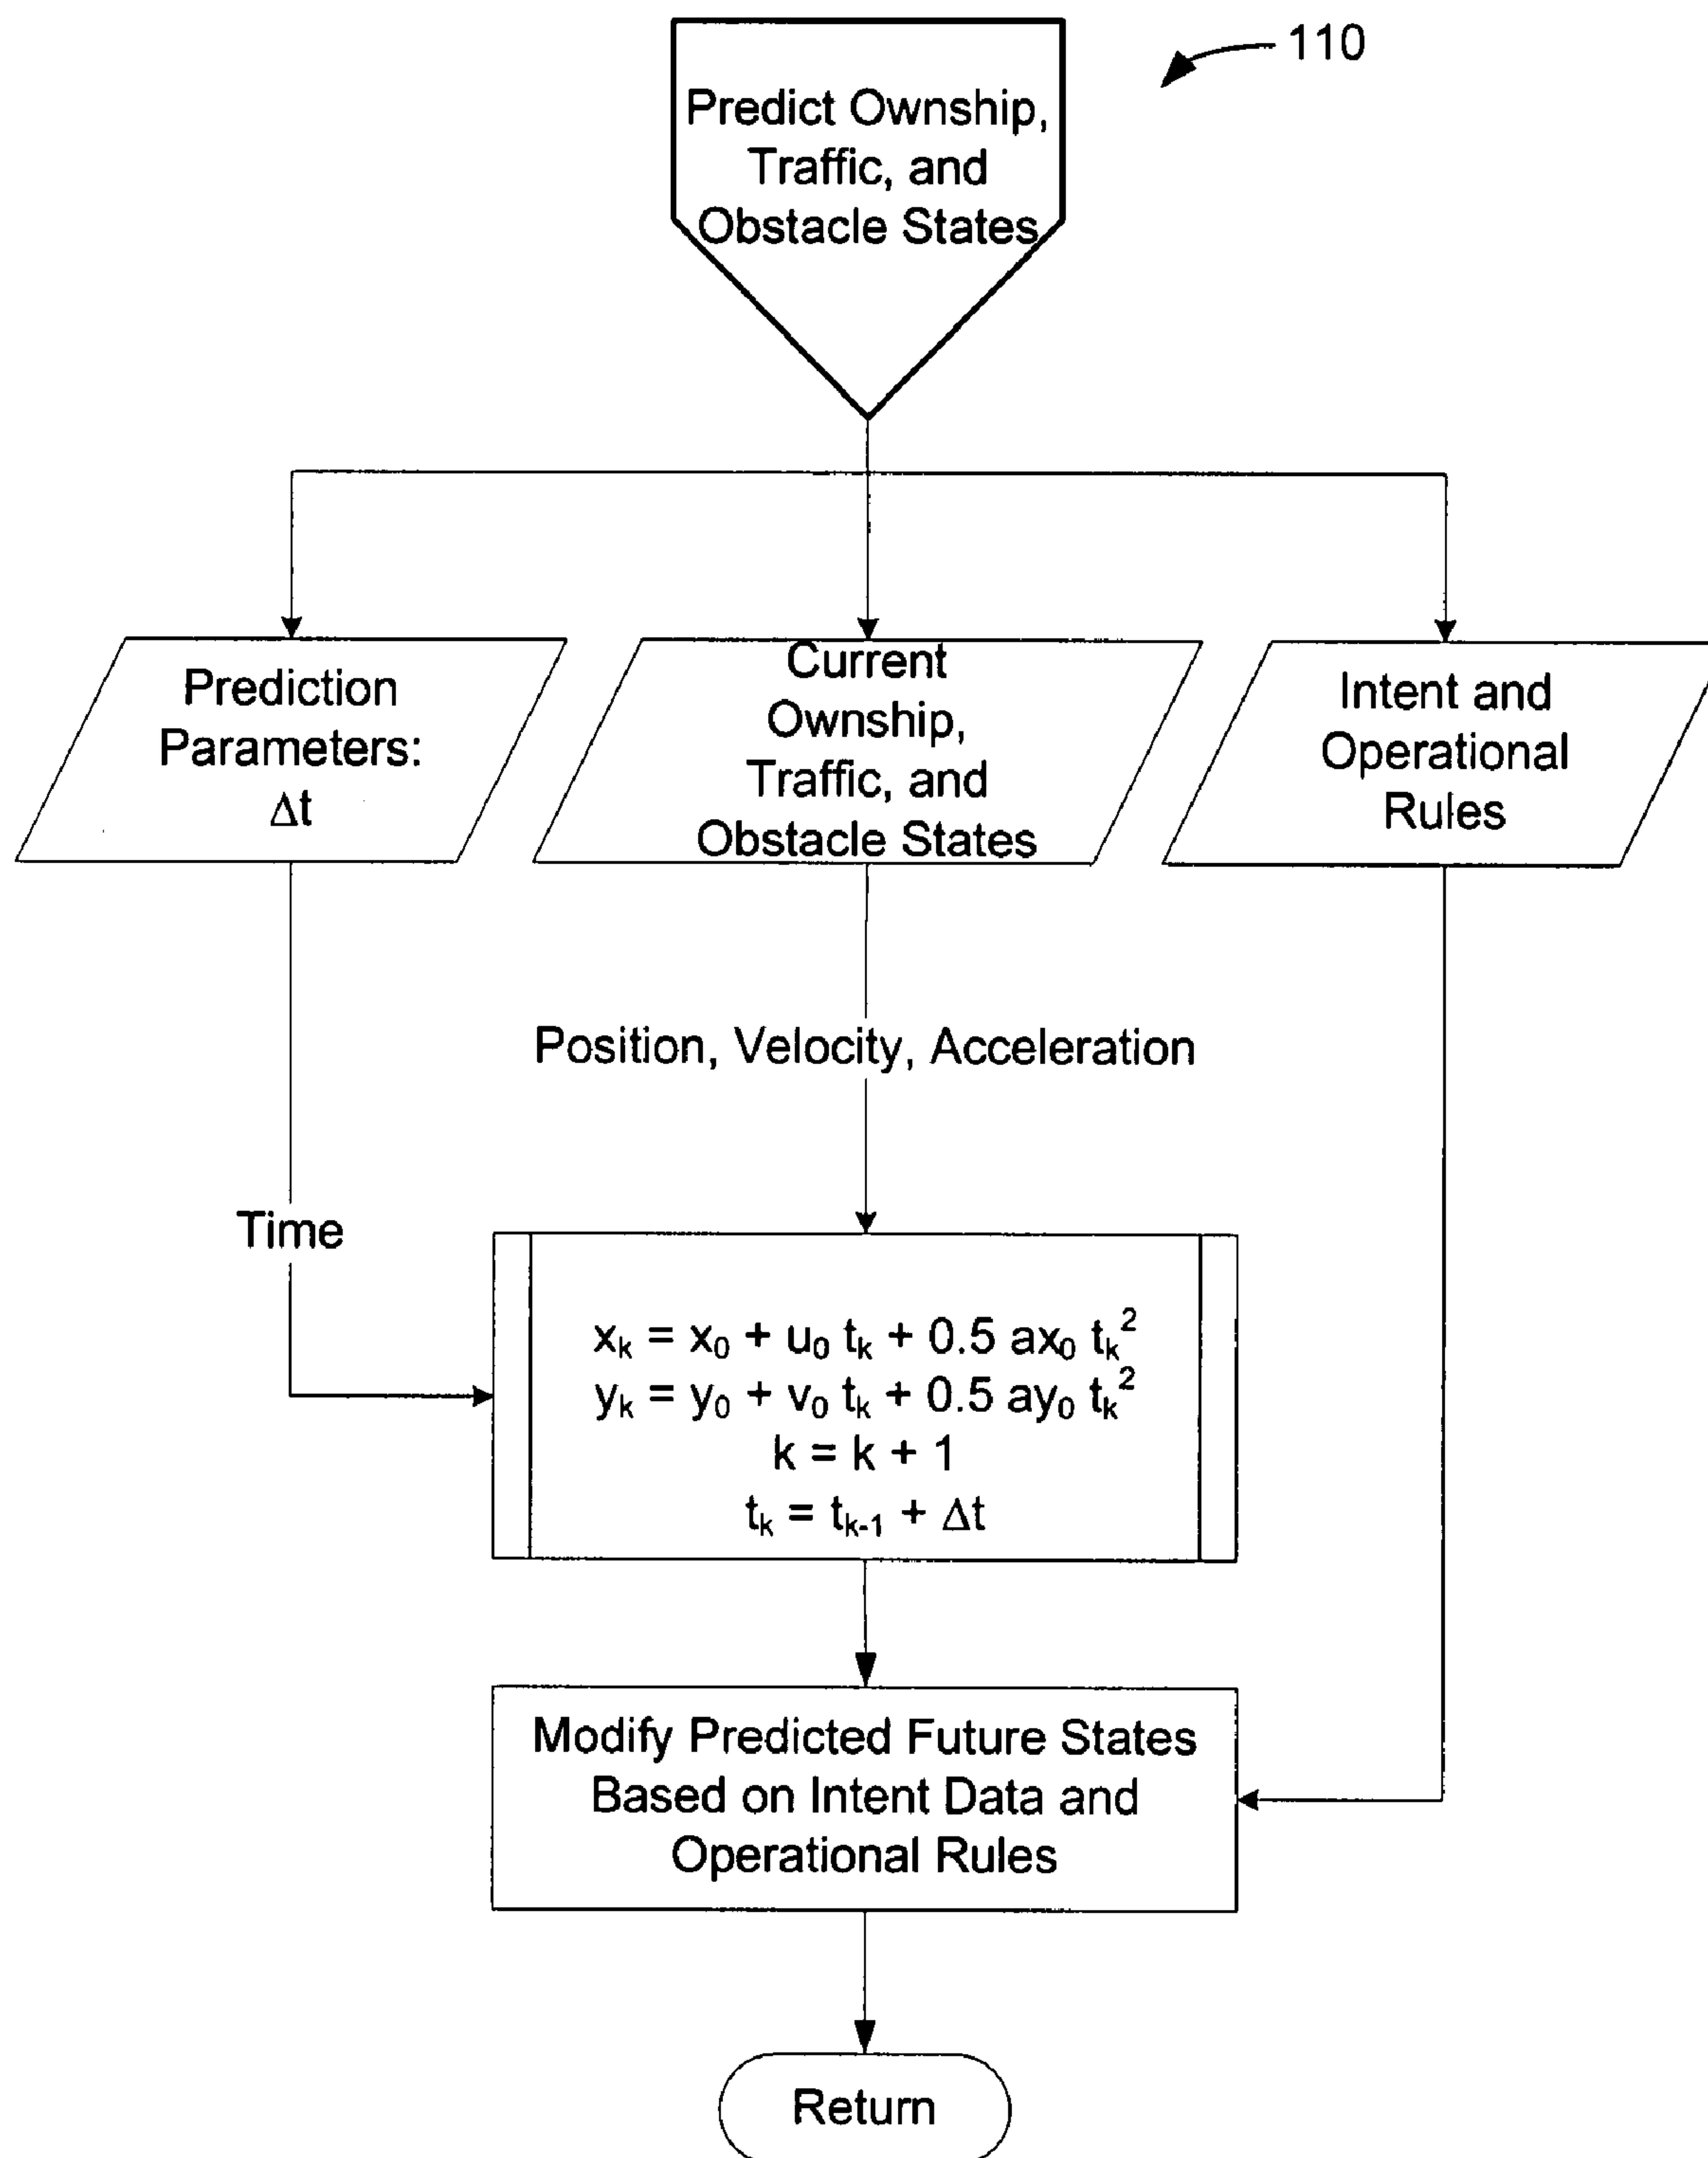 110
Predict Ownship,
Traffic, and
Obstacle States
Prediction
Parameters:
Δt
Current
Ownship,
Traffic, and
Obstacle States
Intent and
Operational
Rules
Position, Velocity, Acceleration
Time
xₖ = x₀ + u₀ tₖ + 0.5 ax₀ tₖ²
yₖ = y₀ + v₀ tₖ + 0.5 ay₀ tₖ²
k = k + 1
tₖ = tₖ₋₁ + Δt
Modify Predicted Future States
Based on Intent Data and
Operational Rules
Return